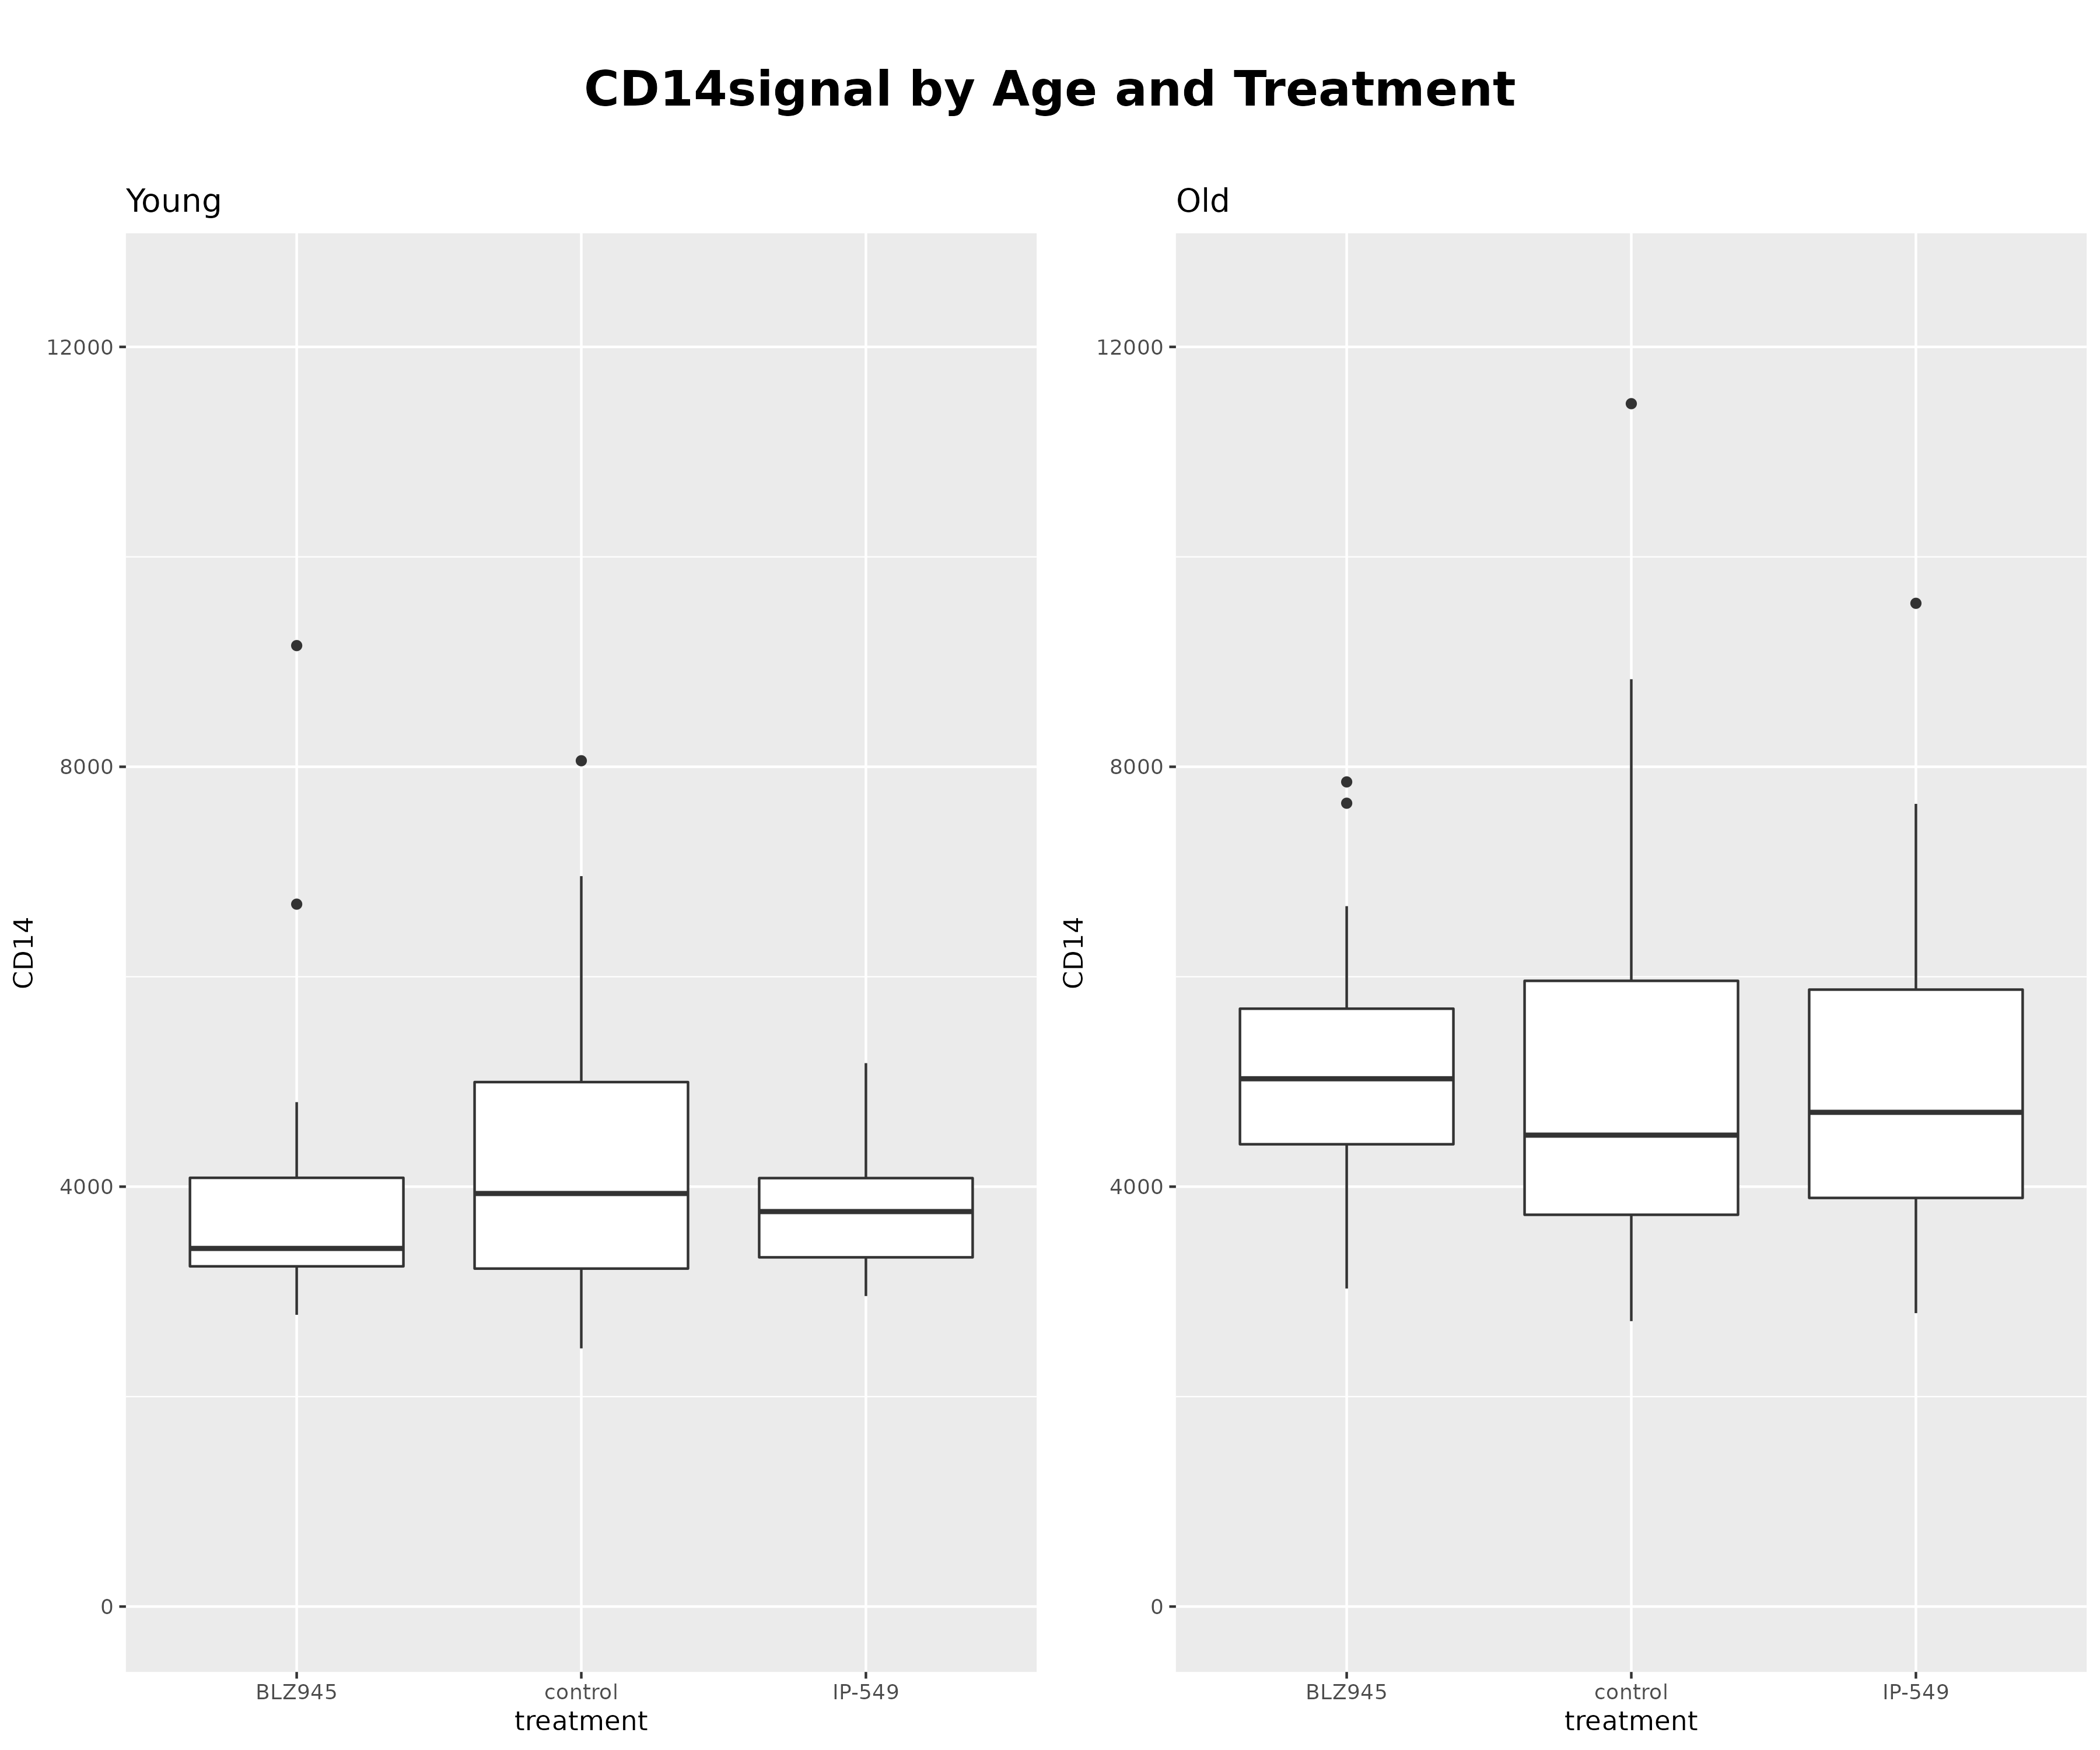 CD14signal by Age and Treatment
Young
12000
8000
4000
0
CD14
BLZ945 control IP-549
treatment
Old
12000
8000
4000
0
CD14
BLZ945 control IP-549
treatment